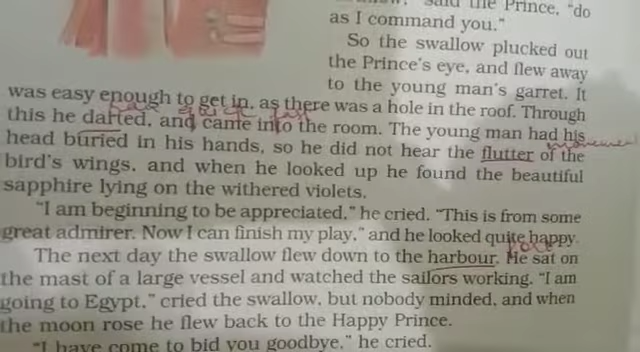 said the Prince, "do
as I command you."
So the swallow plucked out
the Prince's eye, and flew away
to the young man's garret. It
was easy enough to get in, as there was a hole in the roof. Through
this he darted, and came into the room. The young man had his
movement
head buried in his hands, so he did not hear the flutter of the
bird's wings, and when he looked up he found the beautiful
sapphire lying on the withered violets.
"I am beginning to be appreciated," he cried. "This is from some
great admirer. Now I can finish my play," and he looked quite happy.
The next day the swallow flew down to the harbour. He sat on
the mast of a large vessel and watched the sailors working. "I am
going to Egypt," cried the swallow, but nobody minded, and when
the moon rose he flew back to the Happy Prince.
"I have come to bid you goodbye," he cried.